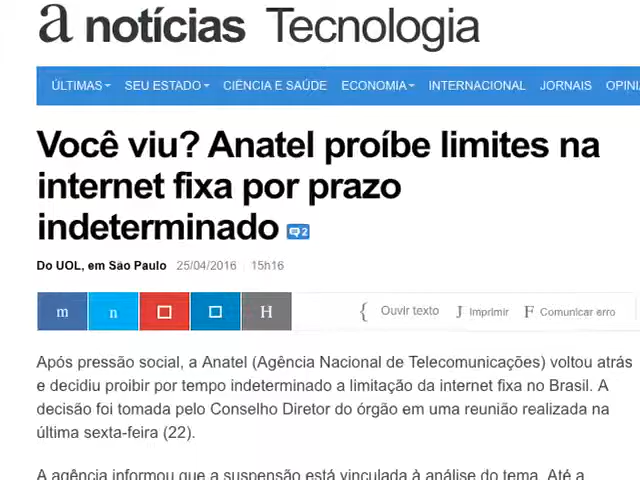 a notícias Tecnologia
ÚLTIMAS SEU ESTADO CIÊNCIA E SAÚDE ECONOMIA INTERNACIONAL JORNAIS OPINI
Você viu? Anatel proíbe limites na
internet fixa por prazo
indeterminado 2
Do UOL, em São Paulo 25/04/2016 15h16
m n H { Ouvir texto J Imprimir F Comunicar erro
Após pressão social, a Anatel (Agência Nacional de Telecomunicações) voltou atrás
e decidiu proibir por tempo indeterminado a limitação da internet fixa no Brasil. A
decisão foi tomada pelo Conselho Diretor do órgão em uma reunião realizada na
última sexta-feira (22).
A agência informou que a suspensão está vinculada à análise do tema. Até a